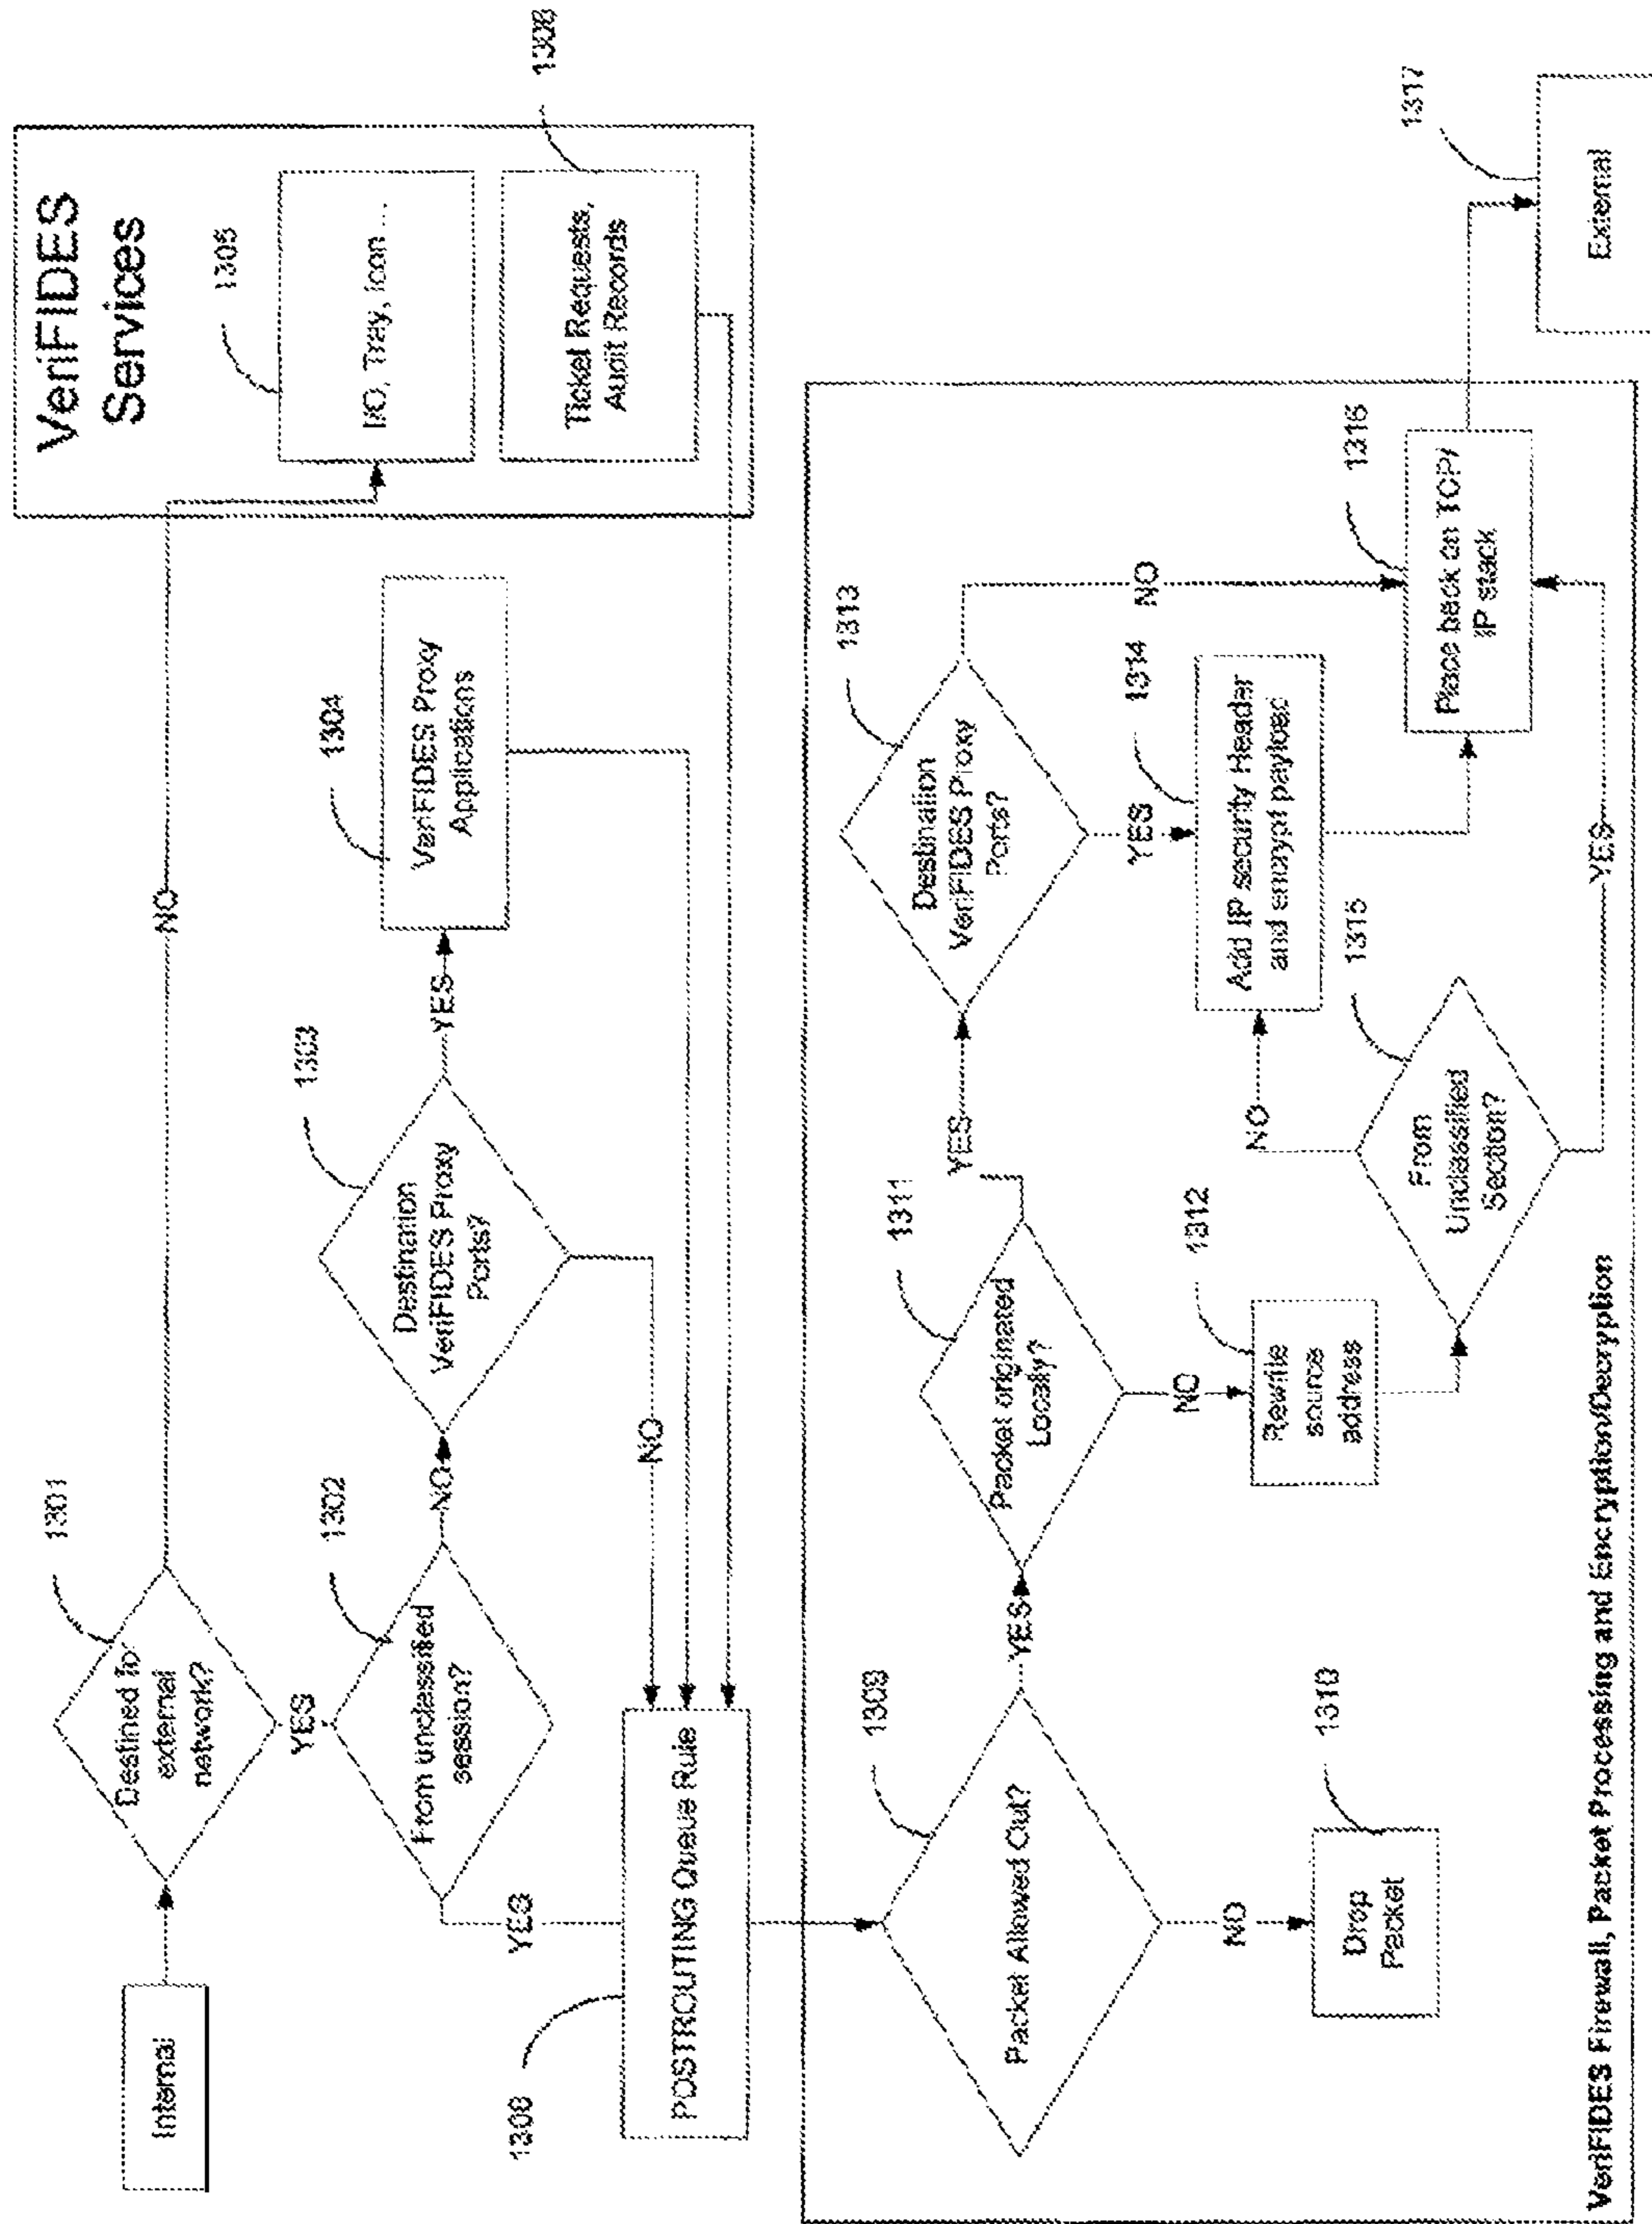 VeriFIDES
Services
1305
I/O, Tray, Icon ...
1308
Ticket Requests,
Audit Records
Internal
1301
Destined for
external
network?
NO
YES
1302
From unclassified
session?
NO
YES
1303
Destination
VeriFIDES Proxy
Ports?
YES
NO
1304
VeriFIDES Proxy
Applications
1308
POSTROUTING Queue Rule
1309
Packet Allowed Out?
YES
NO
1310
Drop
Packet
1311
Packet originated
Locally?
YES
NO
1312
Rewrite
source
address
1313
Destination
VeriFIDES Proxy
Ports?
NO
YES
1314
Add IP security Header
and encrypt payload
1315
From
Unclassified
Section?
NO
YES
1316
Place back on TCP/
IP stack
1317
External
VeriFIDES Firewall, Packet Processing and Encryption/Decryption